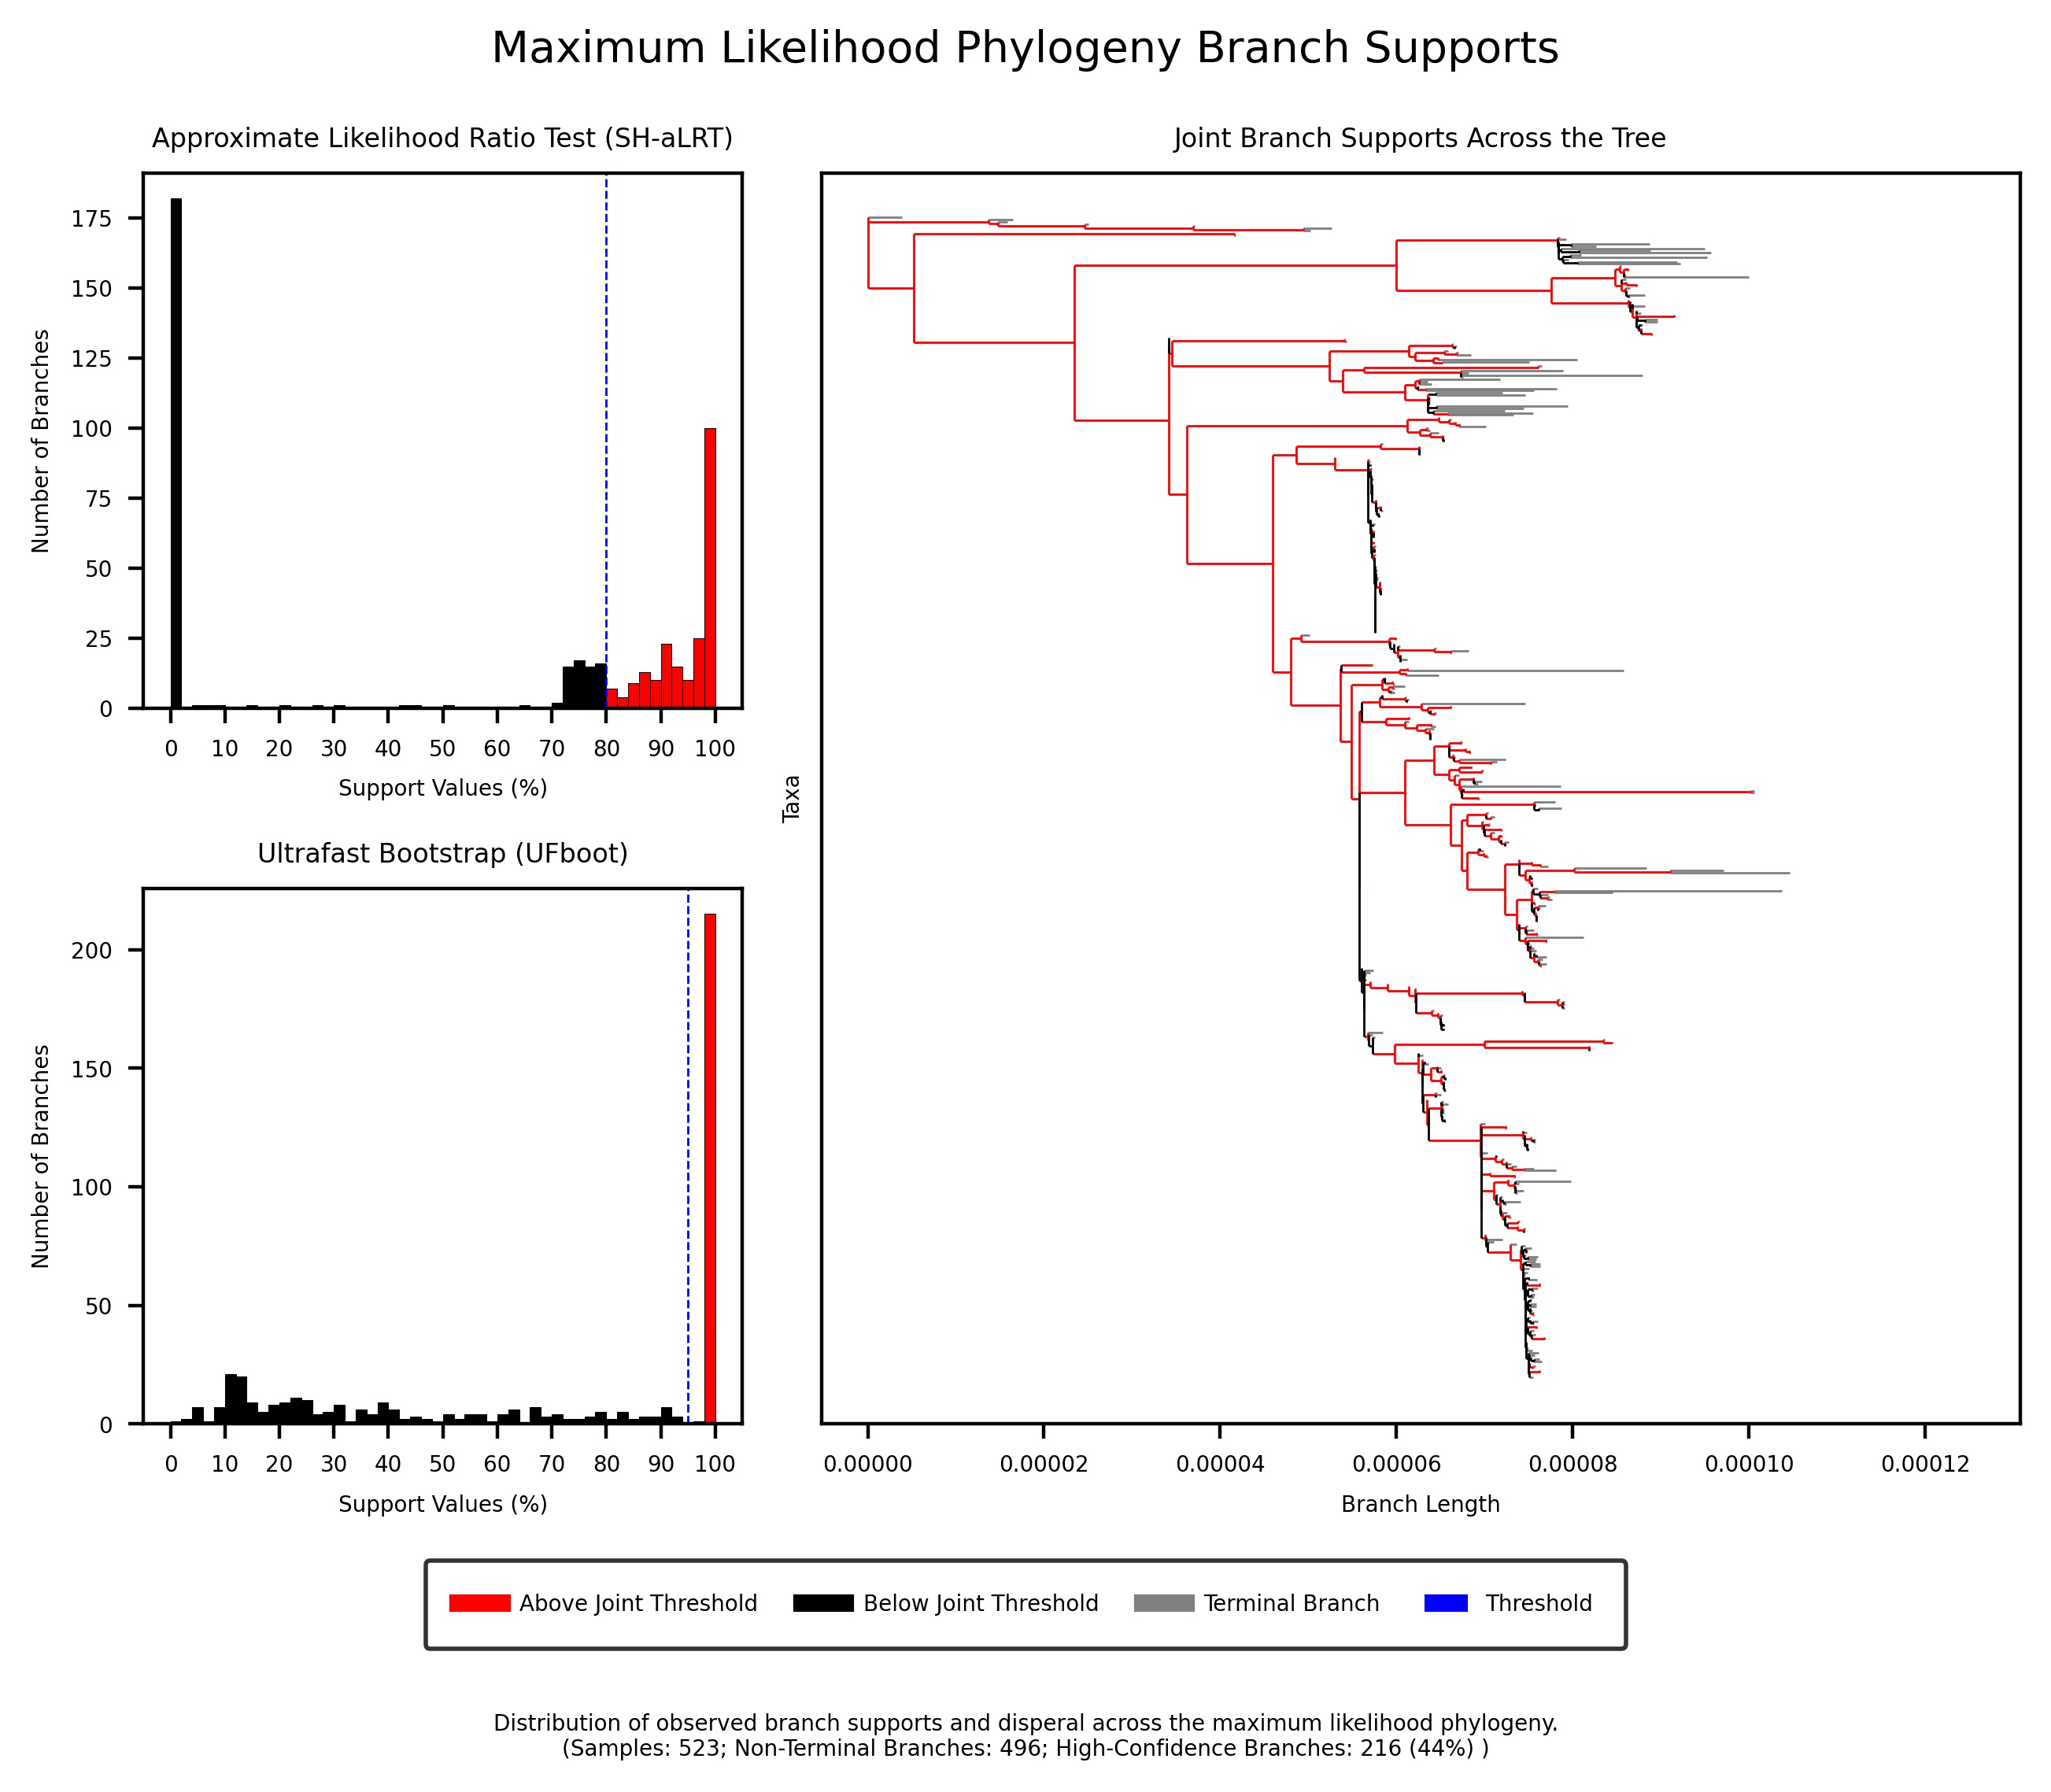 Maximum Likelihood Phylogeny Branch Supports
Approximate Likelihood Ratio Test (SH-aLRT)
Number of Branches
175
150
125
100
75
50
25
0
0 10 20 30 40 50 60 70 80 90 100
Support Values (%)
Ultrafast Bootstrap (UFboot)
Number of Branches
200
150
100
50
0
0 10 20 30 40 50 60 70 80 90 100
Support Values (%)
Joint Branch Supports Across the Tree
Taxa
0.00000 0.00002 0.00004 0.00006 0.00008 0.00010 0.00012
Branch Length
Above Joint Threshold Below Joint Threshold Terminal Branch Threshold
Distribution of observed branch supports and disperal across the maximum likelihood phylogeny.
(Samples: 523; Non-Terminal Branches: 496; High-Confidence Branches: 216 (44%) )